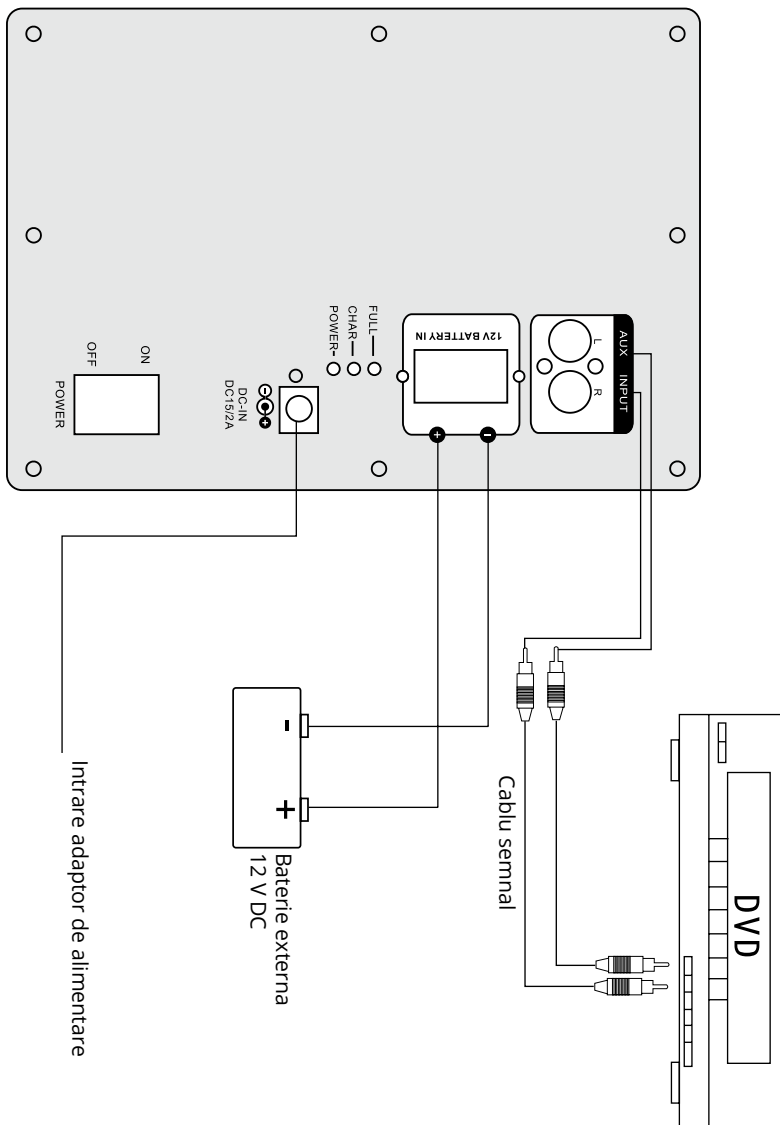 AUX INPUT
L
R
12V BATTERY IN
+
-
FULL
CHAR
POWER
DC-IN
DC15/2A
- +
ON
OFF
POWER
DVD
Cablu semnal
- +
Baterie externa
12 V DC
Intrare adaptor de alimentare